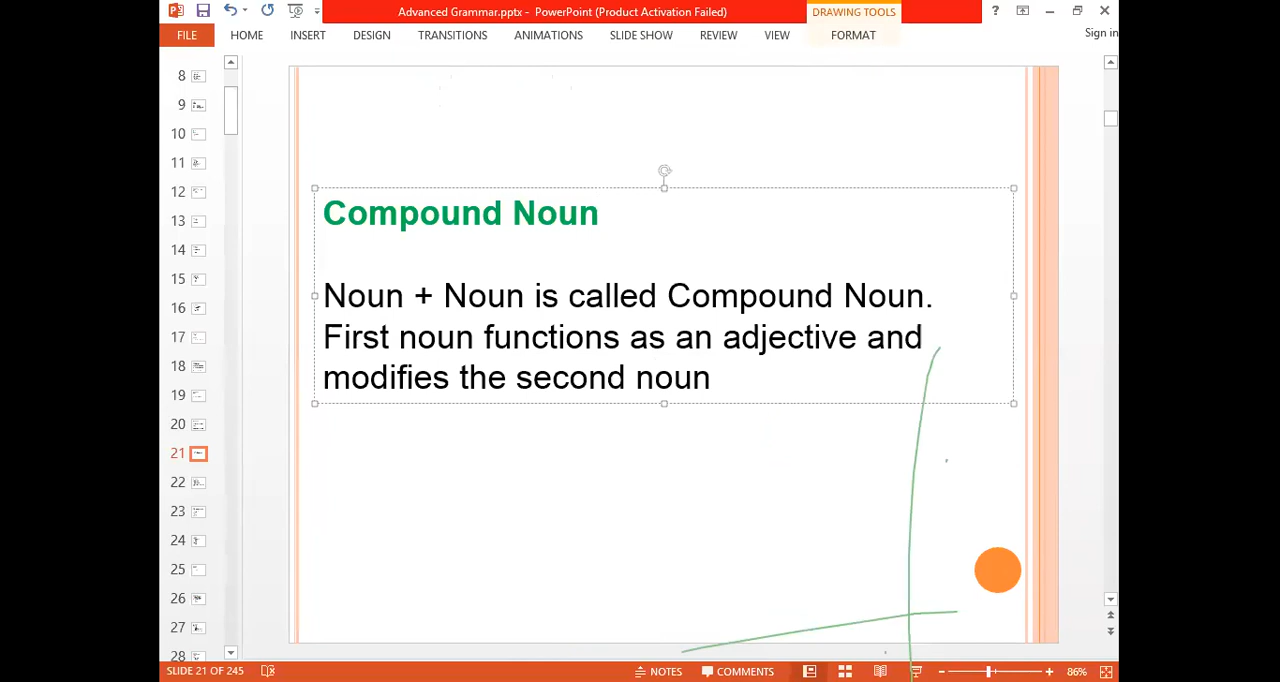 Advanced Grammar.pptx - PowerPoint (Product Activation Failed)
DRAWING TOOLS
?
Sign in
FILE HOME INSERT DESIGN TRANSITIONS ANIMATIONS SLIDE SHOW REVIEW VIEW FORMAT
8
9
10
11
12
13
14
15
16
17
18
19
20
21
22
23
24
25
26
27
28
Compound Noun
Noun + Noun is called Compound Noun.
First noun functions as an adjective and
modifies the second noun
SLIDE 21 OF 245
NOTES COMMENTS 86%